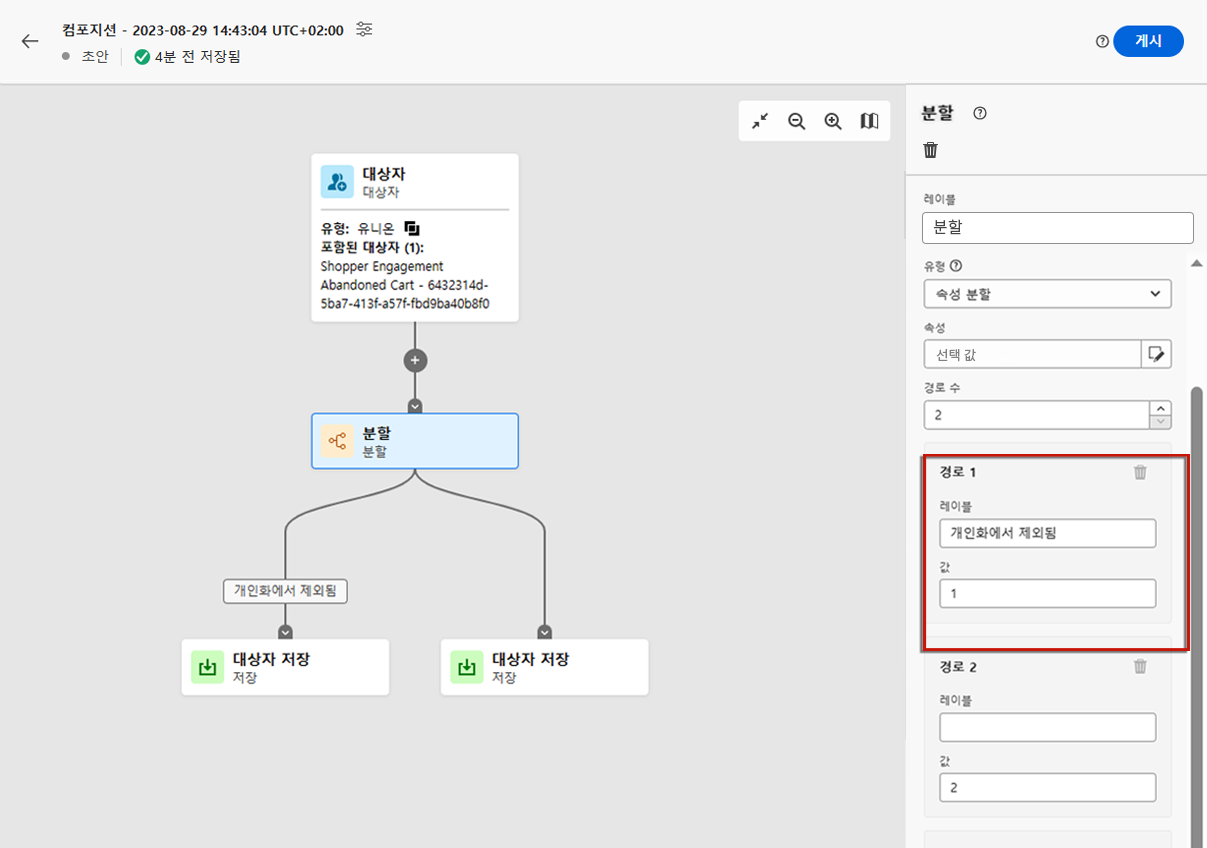 컴포지션 - 2023-08-29 14:43:04 UTC+02:00
초안
4분 전 저장됨
게시
대상자
대상자
유형: 유니온
포함된 대상자 (1):
Shopper Engagement
Abandoned Cart - 6432314d-
5ba7-413f-a57f-fbd9ba40b8f0
분할
분할
개인화에서 제외됨
대상자 저장
저장
대상자 저장
저장
분할
레이블
분할
유형
속성 분할
속성
선택 값
경로 수
2
경로 1
레이블
개인화에서 제외됨
값
1
경로 2
레이블
값
2